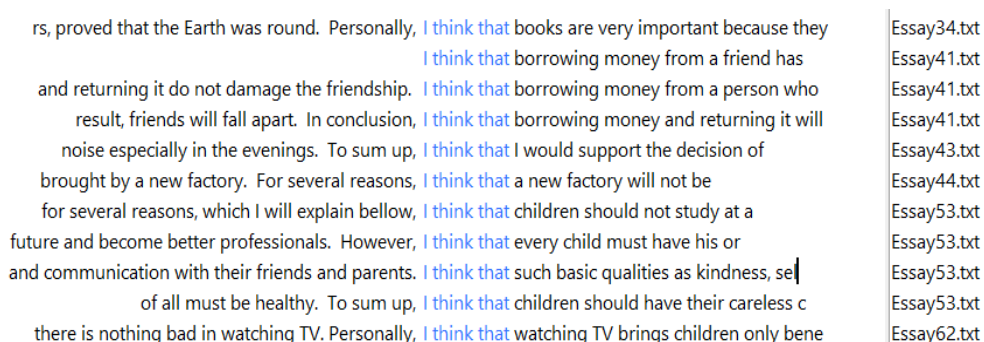 rs, proved that the Earth was round. Personally, I think that books are very important because they Essay34.txt
I think that borrowing money from a friend has Essay41.txt
and returning it do not damage the friendship. I think that borrowing money from a person who Essay41.txt
result, friends will fall apart. In conclusion, I think that borrowing money and returning it will Essay41.txt
noise especially in the evenings. To sum up, I think that I would support the decision of Essay43.txt
brought by a new factory. For several reasons, I think that a new factory will not be Essay44.txt
for several reasons, which I will explain bellow, I think that children should not study at a Essay53.txt
future and become better professionals. However, I think that every child must have his or Essay53.txt
and communication with their friends and parents. I think that such basic qualities as kindness, sel Essay53.txt
of all must be healthy. To sum up, I think that children should have their careless c Essay53.txt
there is nothing bad in watching TV. Personally, I think that watching TV brings children only bene Essay62.txt